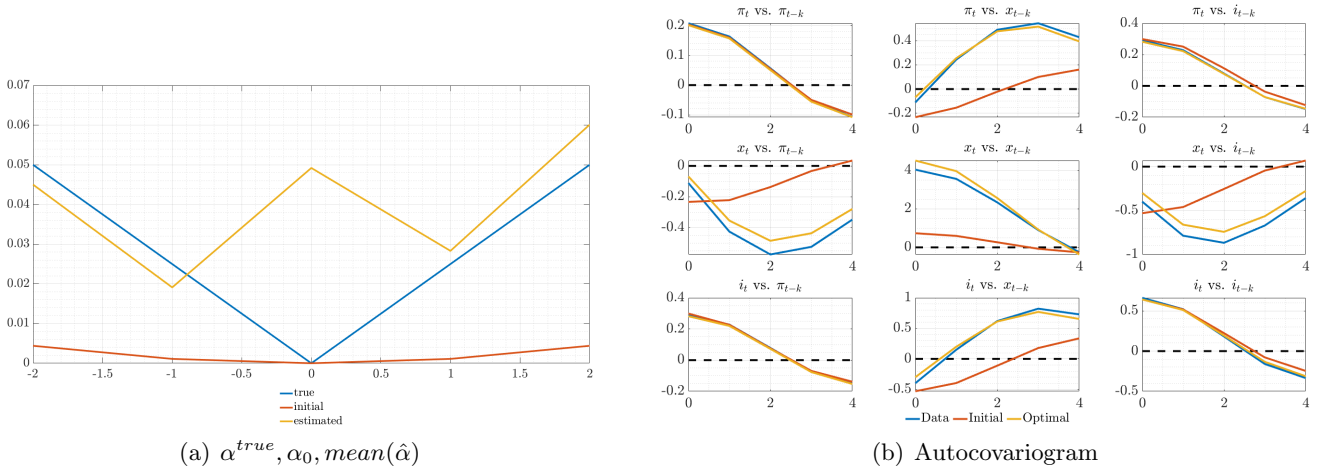 0.07
0.06
0.05
0.04
0.03
0.02
0.01
0
-2 -1.5 -1 -0.5 0 0.5 1 1.5 2
true
initial
estimated
(a) α^{true}, α_0, mean(α̂)
π_t vs. π_{t−k}
0.2
0.1
0
-0.1
0 2 4
π_t vs. x_{t−k}
0.4
0.2
0
-0.2
0 2 4
π_t vs. i_{t−k}
0.4
0.2
0
-0.2
0 2 4
x_t vs. π_{t−k}
0
-0.2
-0.4
0 2 4
x_t vs. x_{t−k}
4
2
0
0 2 4
x_t vs. i_{t−k}
0
-0.5
-1
0 2 4
i_t vs. π_{t−k}
0.4
0.2
0
-0.2
0 2 4
i_t vs. x_{t−k}
1
0.5
0
-0.5
0 2 4
i_t vs. i_{t−k}
0.5
0
-0.5
0 2 4
Data Initial Optimal
(b) Autocovariogram